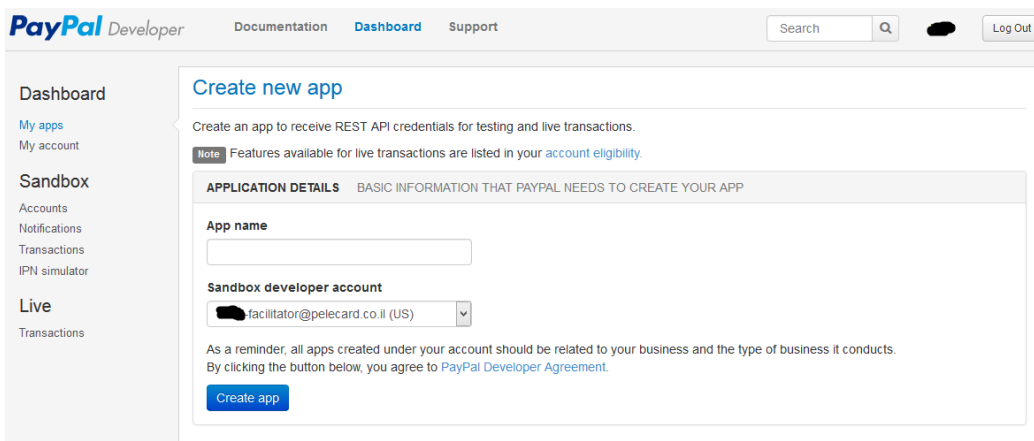 PayPal Developer Documentation Dashboard Support Search Log Out
Dashboard
My apps
My account
Sandbox
Accounts
Notifications
Transactions
IPN simulator
Live
Transactions
Create new app
Create an app to receive REST API credentials for testing and live transactions.
Note Features available for live transactions are listed in your account eligibility.
APPLICATION DETAILS BASIC INFORMATION THAT PAYPAL NEEDS TO CREATE YOUR APP
App name
Sandbox developer account
-facilitator@pelecard.co.il (US)
As a reminder, all apps created under your account should be related to your business and the type of business it conducts.
By clicking the button below, you agree to PayPal Developer Agreement.
Create app